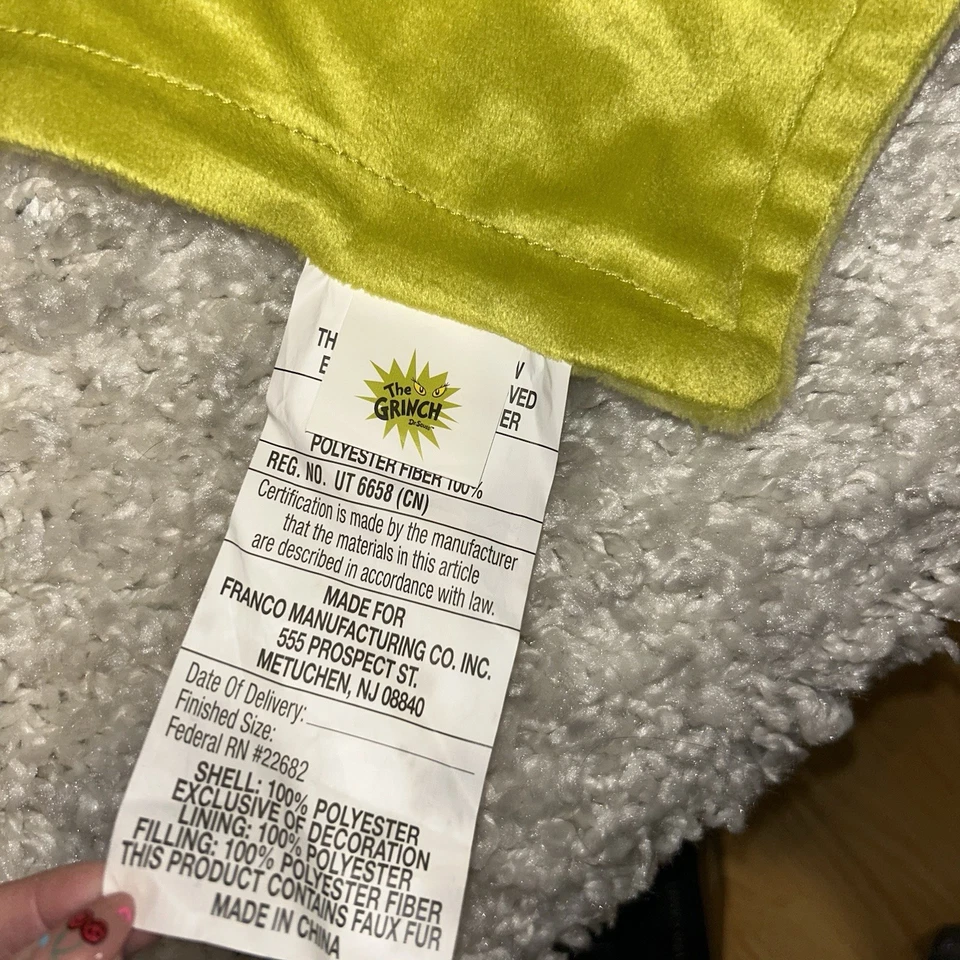 TH
E
VED
ER
The
GRINCH
Dr. Seuss
POLYESTER FIBER 100%
REG. NO. UT 6658 (CN)
Certification is made by the manufacturer
that the materials in this article
are described in accordance with law.
MADE FOR
FRANCO MANUFACTURING CO. INC.
555 PROSPECT ST.
METUCHEN, NJ 08840
Date Of Delivery:
Finished Size:
Federal RN #22682
SHELL: 100% POLYESTER
EXCLUSIVE OF DECORATION
LINING: 100% POLYESTER
FILLING: 100% POLYESTER FIBER
THIS PRODUCT CONTAINS FAUX FUR
MADE IN CHINA